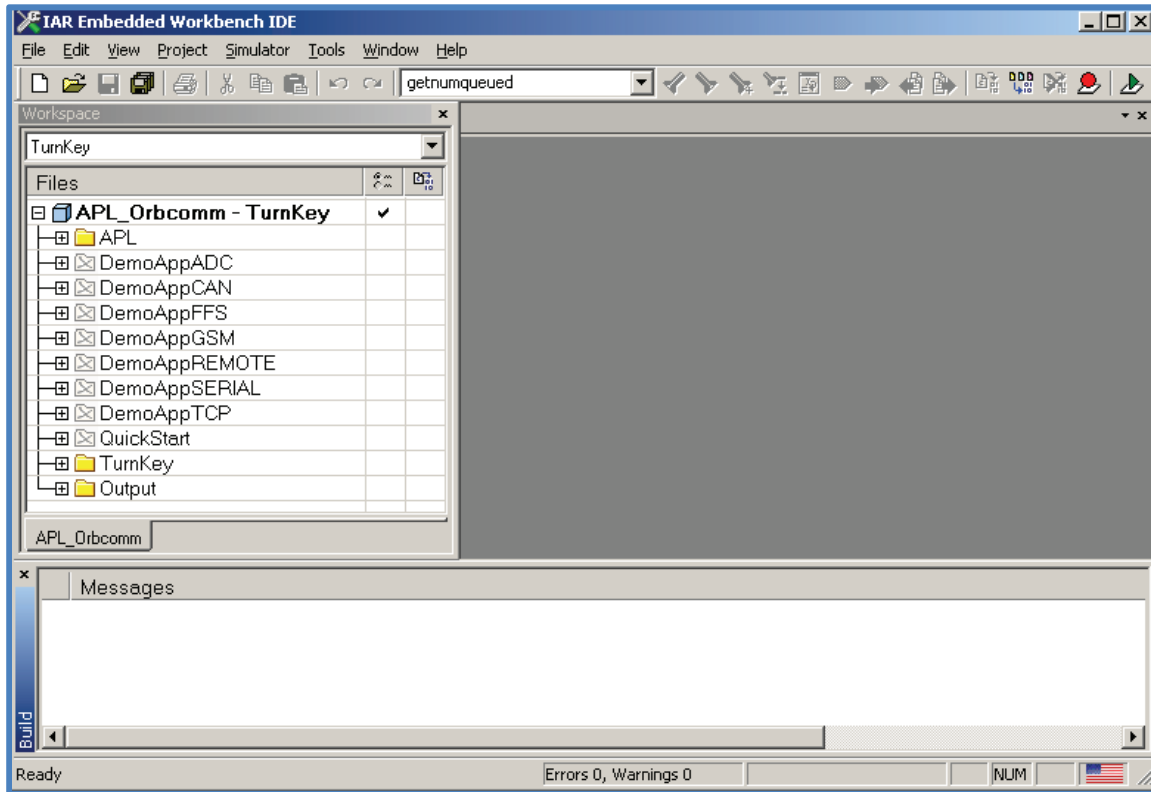 IAR Embedded Workbench IDE
File Edit View Project Simulator Tools Window Help
getnumqueued
Workspace
TurnKey
Files
APL_Orbcomm - TurnKey
APL
DemoAppADC
DemoAppCAN
DemoAppFFS
DemoAppGSM
DemoAppREMOTE
DemoAppSERIAL
DemoAppTCP
QuickStart
TurnKey
Output
APL_Orbcomm
Messages
Build
Ready
Errors 0, Warnings 0
NUM